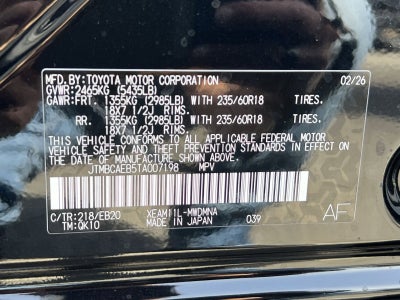 MFD.BY:TOYOTA MOTOR CORPORATION 02/26
GVWR:2465KG (5435LB)
GAWR:FRT. 1355KG (2985LB) WITH 235/60R18 TIRES.
18X7 1/2J RIMS.
RR. 1355KG (2985LB) WITH 235/60R18 TIRES.
18X7 1/2J RIMS.
THIS VEHICLE CONFORMS TO ALL APPLICABLE FEDERAL MOTOR
VEHICLE SAFETY AND THEFT PREVENTION STANDARDS IN EFFECT
ON THE DATE OF MANUFACTURE SHOWN ABOVE.
JTMBCAEB5TA007198 MPV
C/TR:218/EB20 XEAM11L-MWDMNA
TM:QK10 MADE IN JAPAN 039 AF